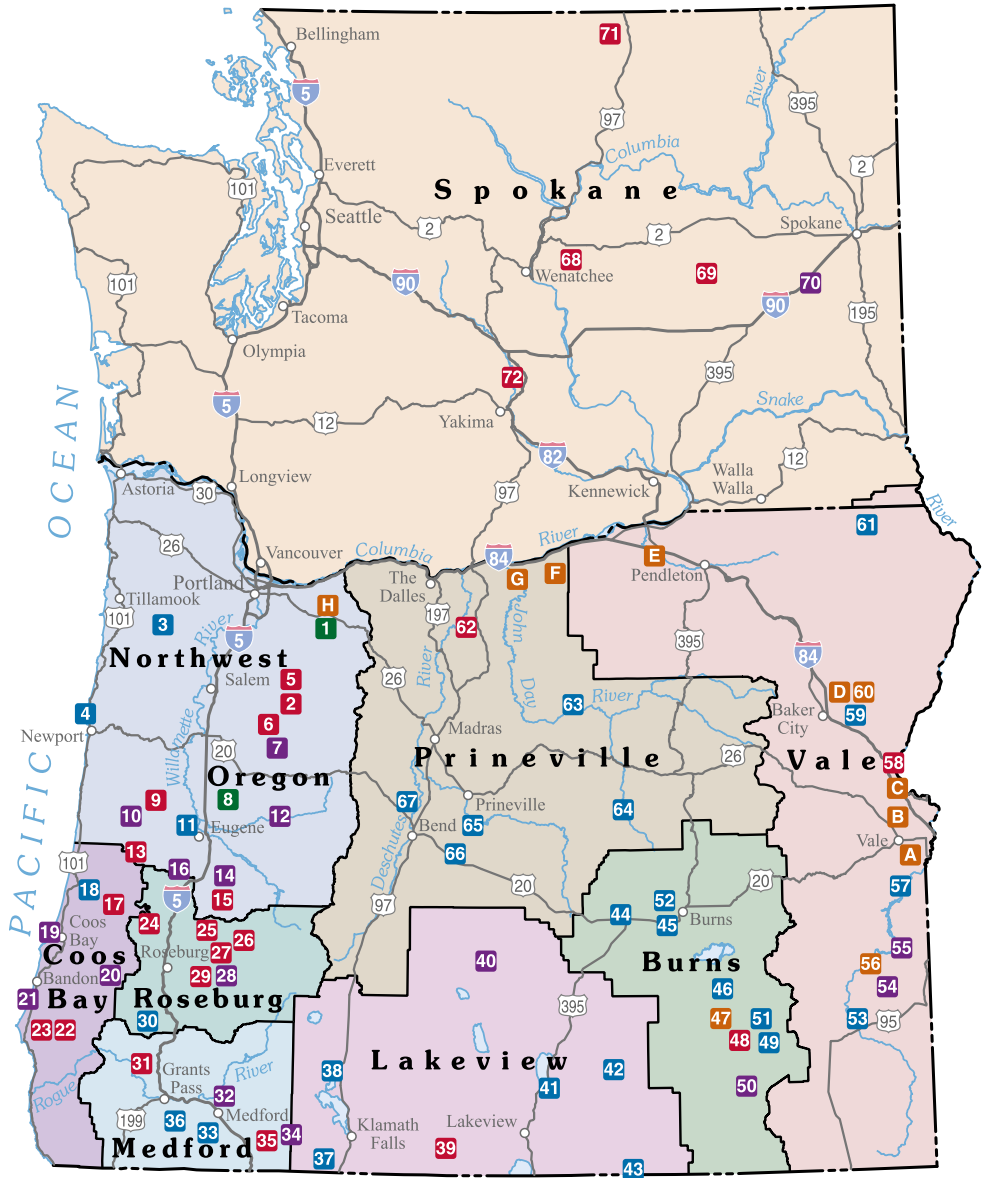 71
Bellingham
5
River
395
97
Columbia
2
Everett
101
Spokane
Seattle
2
2
Spokane
68
Wenatchee
69
70
101
90
90
195
Tacoma
Olympia
72
395
5
Snake
12
Yakima
OCEAN
82
12
Walla
Walla
Longview
Astoria
30
97
Kennewick
River
61
26
Vancouver
Columbia
84
River
E
Pendleton
Portland
The
Dalles
G
F
Tillamook
101
3
River
5
H
1
197
62
John
395
84
Northwest
Salem
5
2
6
7
26
River
Day
River
63
D
60
59
Baker
City
4
Newport
Willamette
20
Madras
Prineville
26
Vale
58
Oregon
C
8
9
10
11
12
Eugene
67
Prineville
65
64
B
Vale
PACIFIC
13
Bend
66
A
101
16
14
Deschutes
20
20
57
18
17
5
15
97
44
52
45
Burns
24
25
26
19
Coos
Bay
Roseburg
27
55
Coos
40
Burns
56
Bandon
20
29
28
46
54
21
Bay
Roseburg
395
47
51
53
95
23
22
30
48
49
31
Grants
Pass
River
38
Lakeview
42
41
50
Rogue
32
199
36
33
Medford
35
34
Klamath
Falls
Lakeview
Medford
37
39
43